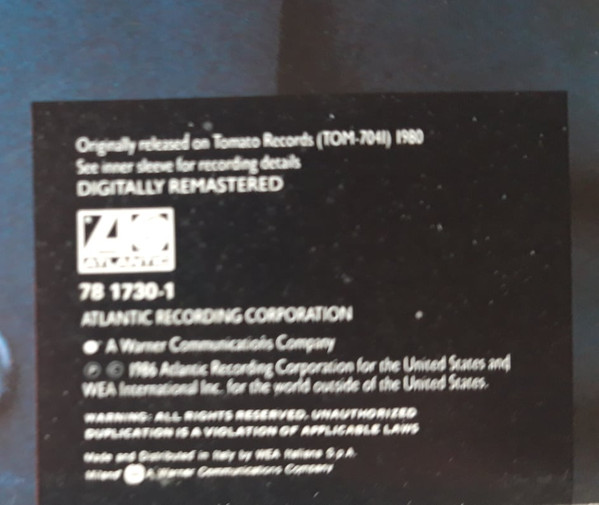 Originally released on Tomato Records (TOM-7041) 1980
See inner sleeve for recording details
DIGITALLY REMASTERED
ATLANTIC
78 1730-1
ATLANTIC RECORDING CORPORATION
A Warner Communications Company
℗ © 1986 Atlantic Recording Corporation for the United States and
WEA International Inc. for the world outside of the United States.
WARNING: ALL RIGHTS RESERVED. UNAUTHORIZED
DUPLICATION IS A VIOLATION OF APPLICABLE LAWS
Made and Distributed in Italy by WEA Italiana S.p.A.
Milano A Warner Communications Company